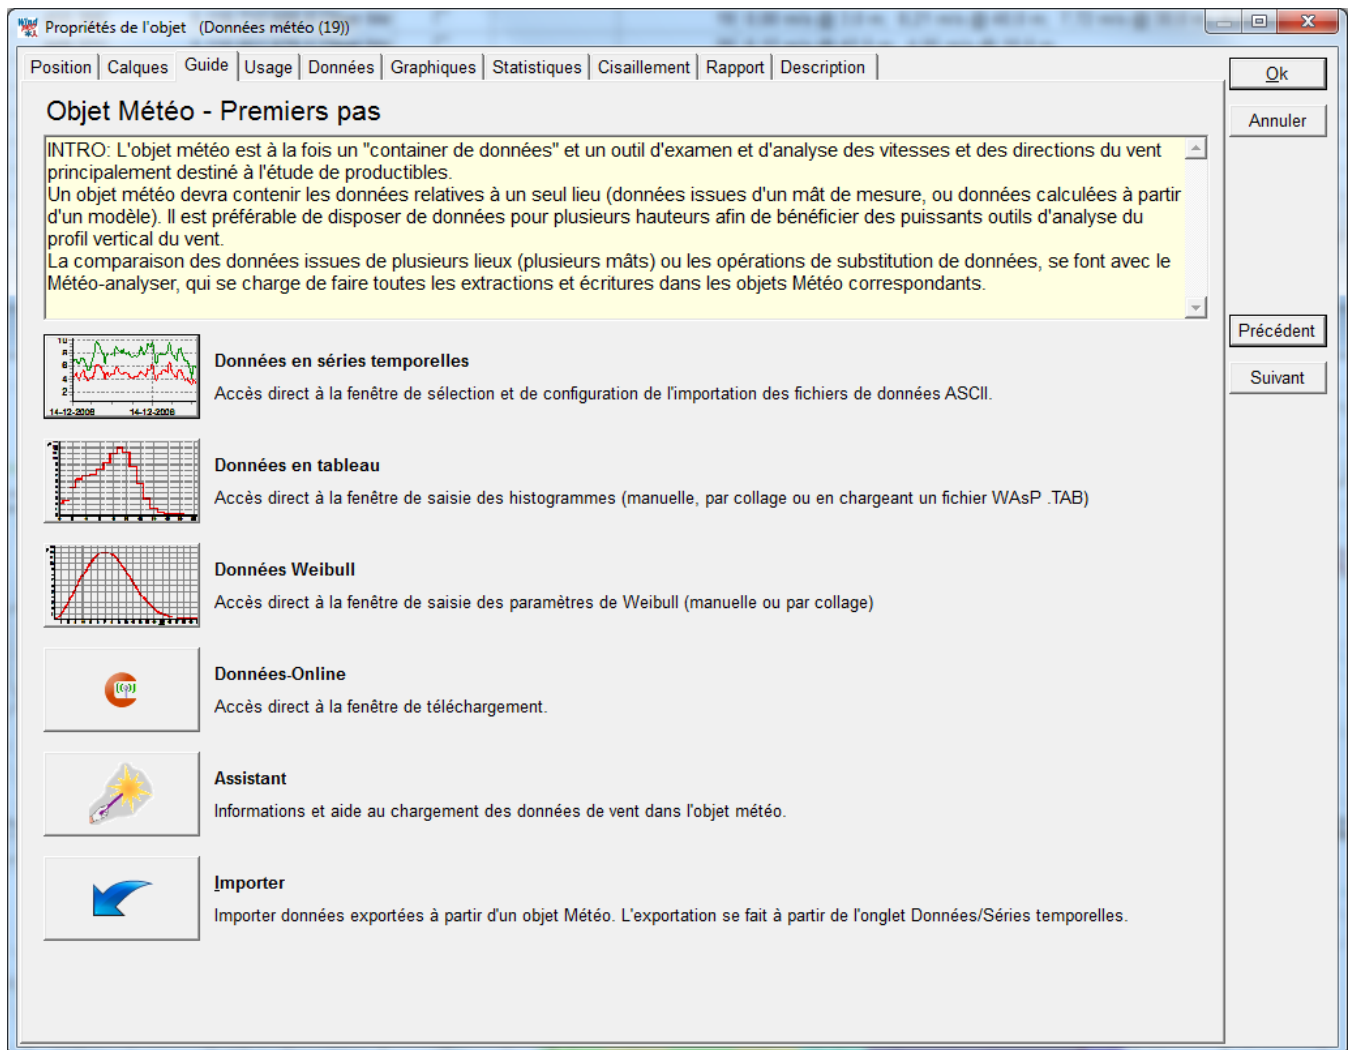 Propriétés de l'objet (Données météo (19))
Position Calques Guide Usage Données Graphiques Statistiques Cisaillement Rapport Description
Ok
Annuler
Objet Météo - Premiers pas
INTRO: L'objet météo est à la fois un "container de données" et un outil d'examen et d'analyse des vitesses et des directions du vent
principalement destiné à l'étude de productibles.
Un objet météo devra contenir les données relatives à un seul lieu (données issues d'un mât de mesure, ou données calculées à partir
d'un modèle). Il est préférable de disposer de données pour plusieurs hauteurs afin de bénéficier des puissants outils d'analyse du
profil vertical du vent.
La comparaison des données issues de plusieurs lieux (plusieurs mâts) ou les opérations de substitution de données, se font avec le
Météo-analyser, qui se charge de faire toutes les extractions et écritures dans les objets Météo correspondants.
Précédent
Suivant
10
8
6
4
2
14-12-2008 14-12-2008
Données en séries temporelles
Accès direct à la fenêtre de sélection et de configuration de l'importation des fichiers de données ASCII.
Données en tableau
Accès direct à la fenêtre de saisie des histogrammes (manuelle, par collage ou en chargeant un fichier WAsP .TAB)
Données Weibull
Accès direct à la fenêtre de saisie des paramètres de Weibull (manuelle ou par collage)
Données-Online
Accès direct à la fenêtre de téléchargement.
Assistant
Informations et aide au chargement des données de vent dans l'objet météo.
Importer
Importer données exportées à partir d'un objet Météo. L'exportation se fait à partir de l'onglet Données/Séries temporelles.